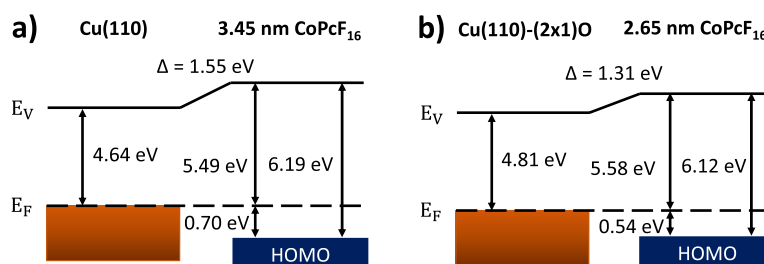 a) Cu(110) 3.45 nm CoPcF16
Δ = 1.55 eV
EV
4.64 eV 5.49 eV 6.19 eV
EF
0.70 eV
HOMO
b) Cu(110)-(2x1)O 2.65 nm CoPcF16
Δ = 1.31 eV
EV
4.81 eV 5.58 eV 6.12 eV
EF
0.54 eV
HOMO